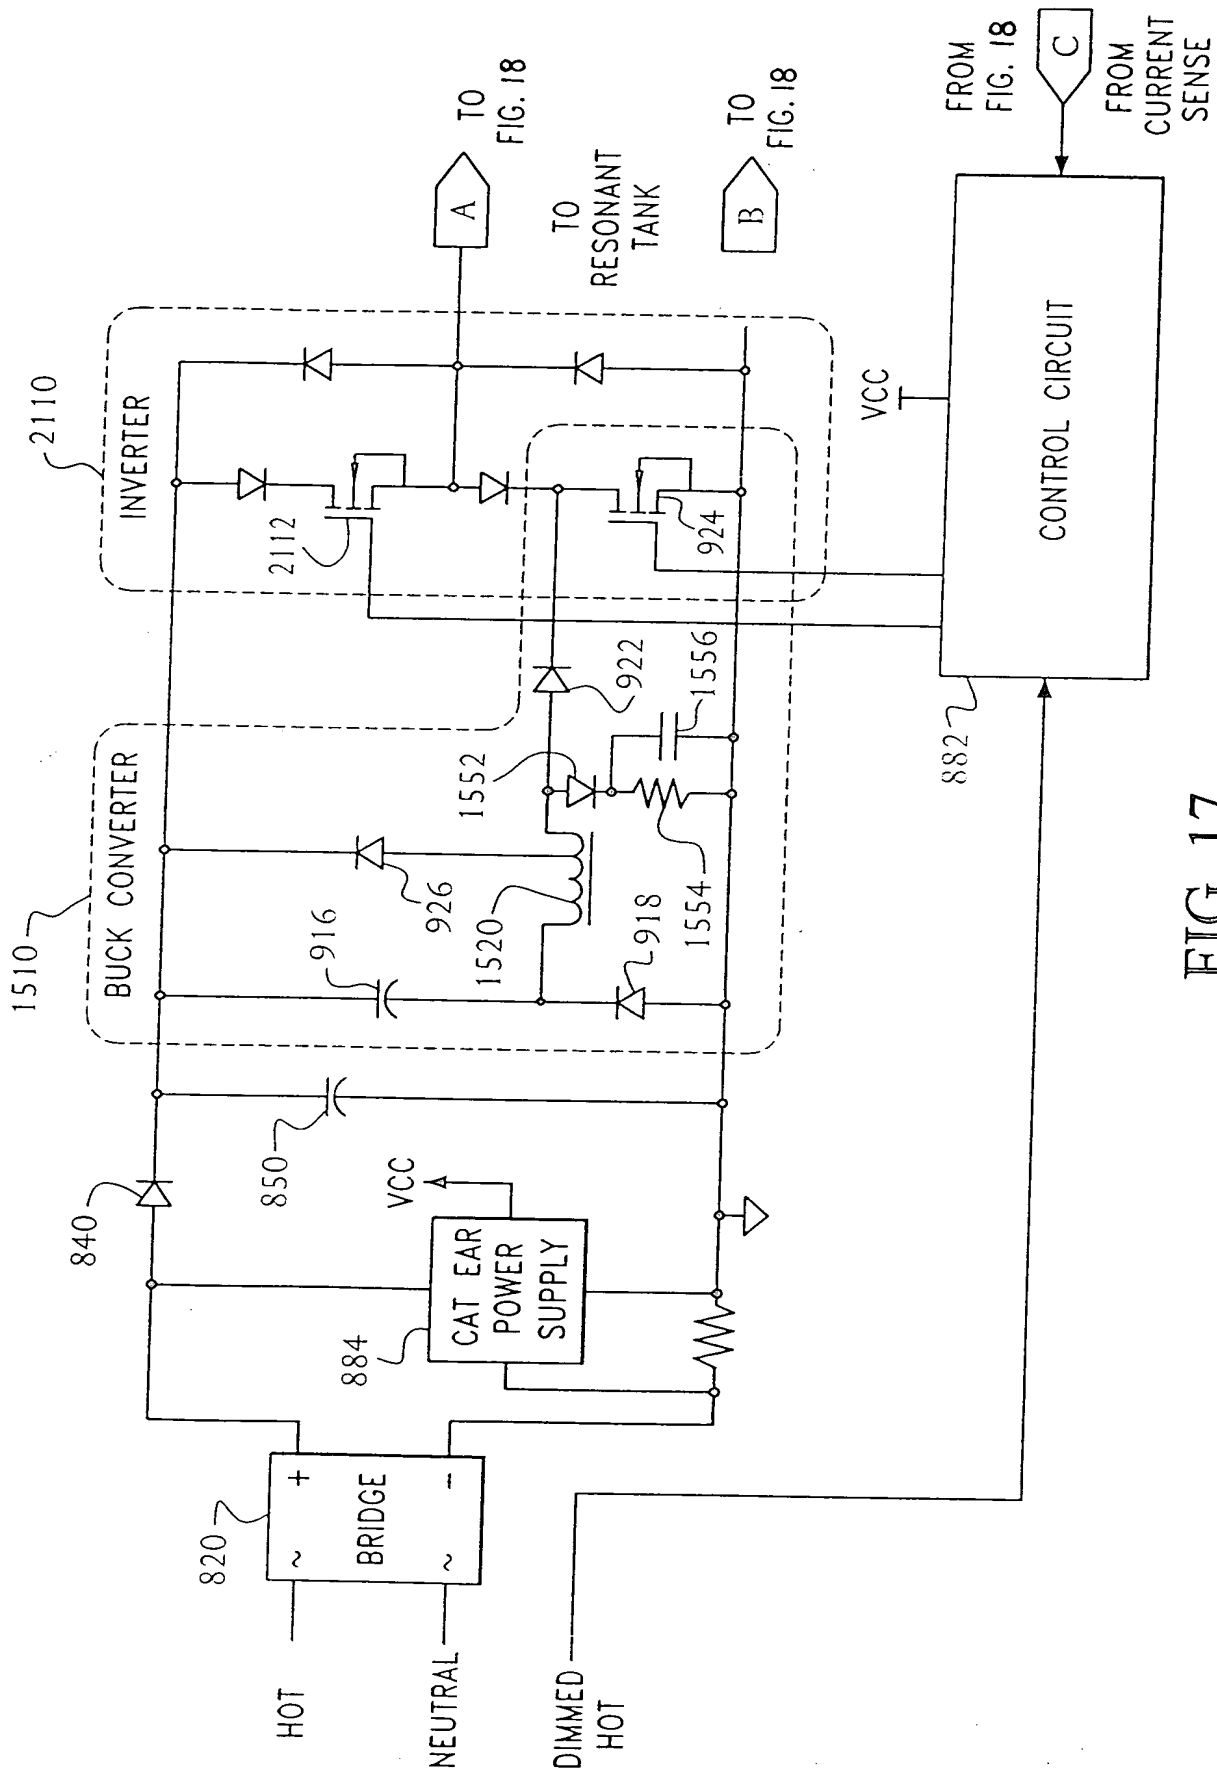 1510
BUCK CONVERTER
2110
INVERTER
840
850
916
926
1520
918
1552
1554
922
1556
2112
924
A
TO
FIG. 18
TO
RESONANT
TANK
B
TO
FIG. 18
HOT
NEUTRAL
820
~
~
+
−
BRIDGE
884
CAT EAR
POWER
SUPPLY
VCC
DIMMED
HOT
882
VCC
CONTROL CIRCUIT
FROM
FIG. 18
C
FROM
CURRENT
SENSE